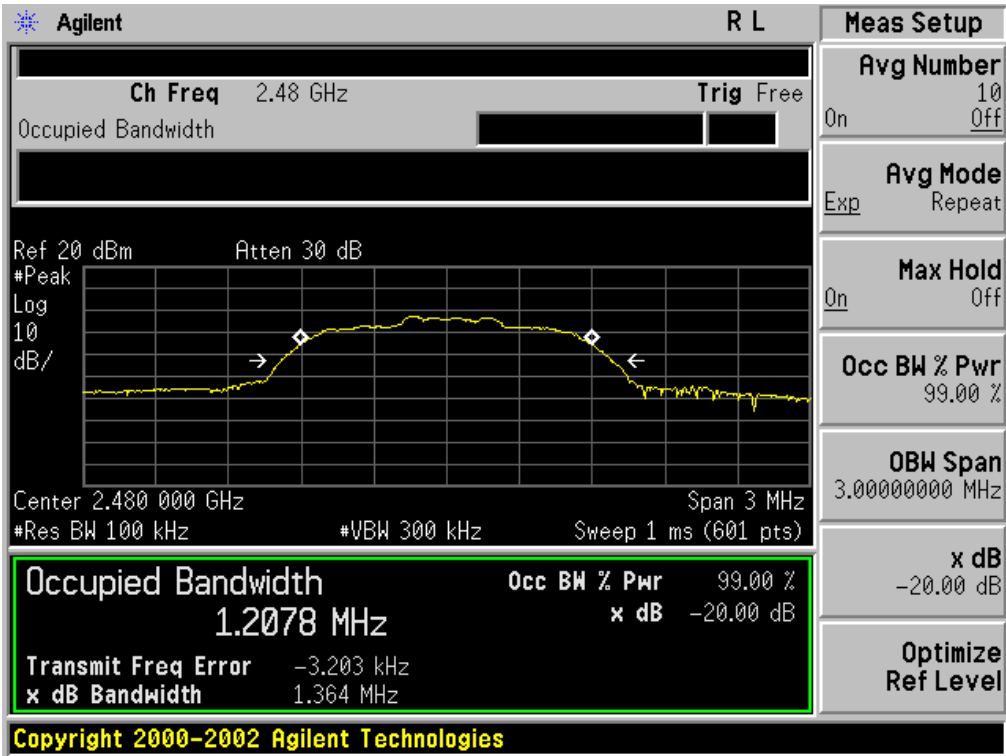 Agilent R L
Ch Freq 2.48 GHz Trig Free
Occupied Bandwidth
Ref 20 dBm Atten 30 dB
#Peak
Log
10
dB/
Center 2.480 000 GHz Span 3 MHz
#Res BW 100 kHz #VBW 300 kHz Sweep 1 ms (601 pts)
Occupied Bandwidth Occ BW % Pwr 99.00 %
1.2078 MHz x dB -20.00 dB
Transmit Freq Error -3.203 kHz
x dB Bandwidth 1.364 MHz
Copyright 2000-2002 Agilent Technologies
Meas Setup
Avg Number
10
On Off
Avg Mode
Exp Repeat
Max Hold
On Off
Occ BW % Pwr
99.00 %
OBW Span
3.00000000 MHz
x dB
-20.00 dB
Optimize
Ref Level